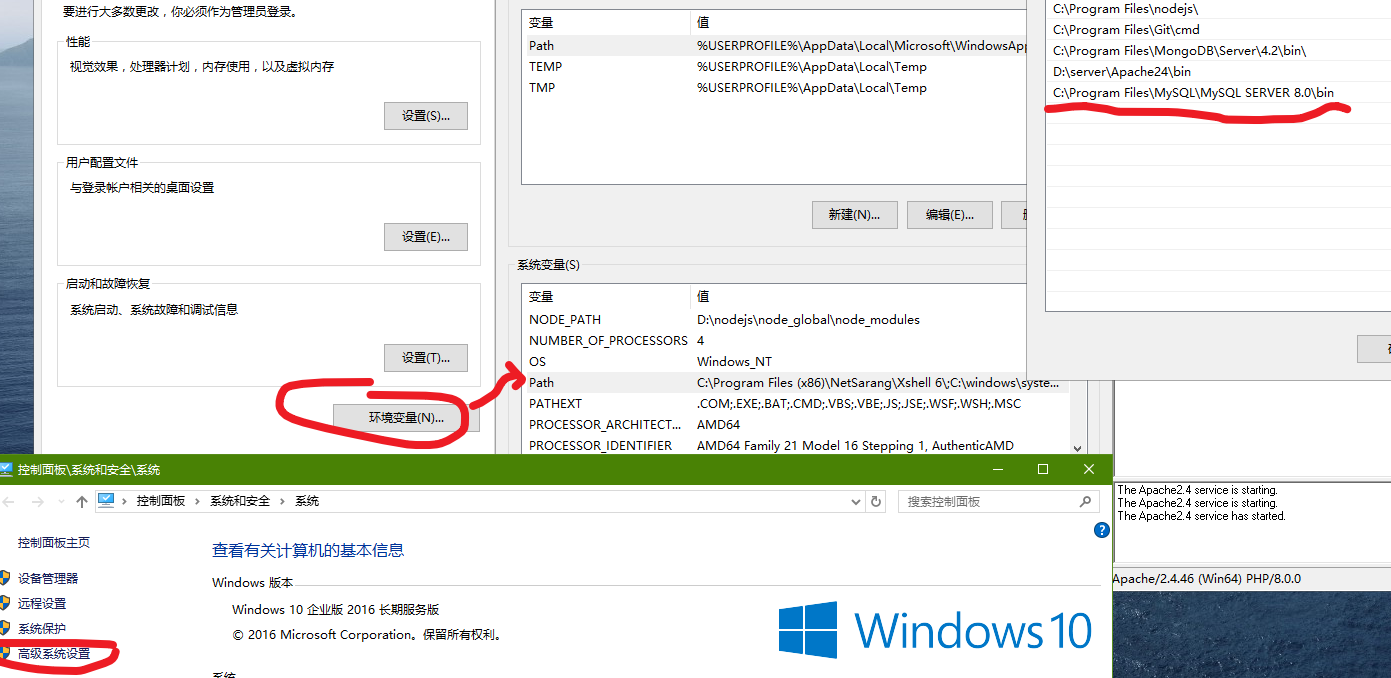 要进行大多数更改，你必须作为管理员登录。
性能
视觉效果，处理器计划，内存使用，以及虚拟内存
设置(S)...
用户配置文件
与登录帐户相关的桌面设置
设置(E)...
启动和故障恢复
系统启动、系统故障和调试信息
设置(T)...
环境变量(N)...
变量 值
Path %USERPROFILE%\AppData\Local\Microsoft\WindowsApp
TEMP %USERPROFILE%\AppData\Local\Temp
TMP %USERPROFILE%\AppData\Local\Temp
新建(N)... 编辑(E)...
系统变量(S)
变量 值
NODE_PATH D:\nodejs\node_global\node_modules
NUMBER_OF_PROCESSORS 4
OS Windows_NT
Path C:\Program Files (x86)\NetSarang\Xshell 6\;C:\windows\syste...
PATHEXT .COM;.EXE;.BAT;.CMD;.VBS;.VBE;.JS;.JSE;.WSF;.WSH;.MSC
PROCESSOR_ARCHITECT... AMD64
PROCESSOR_IDENTIFIER AMD64 Family 21 Model 16 Stepping 1, AuthenticAMD
C:\Program Files\nodejs\
C:\Program Files\Git\cmd
C:\Program Files\MongoDB\Server\4.2\bin\
D:\server\Apache24\bin
C:\Program Files\MySQL\MySQL SERVER 8.0\bin
控制面板\系统和安全\系统
控制面板 › 系统和安全 › 系统
搜索控制面板
控制面板主页
设备管理器
远程设置
系统保护
高级系统设置
查看有关计算机的基本信息
Windows 版本
Windows 10 企业版 2016 长期服务版
© 2016 Microsoft Corporation。保留所有权利。
Windows 10
系统
The Apache2.4 service is starting.
The Apache2.4 service is starting.
The Apache2.4 service has started.
Apache/2.4.46 (Win64) PHP/8.0.0